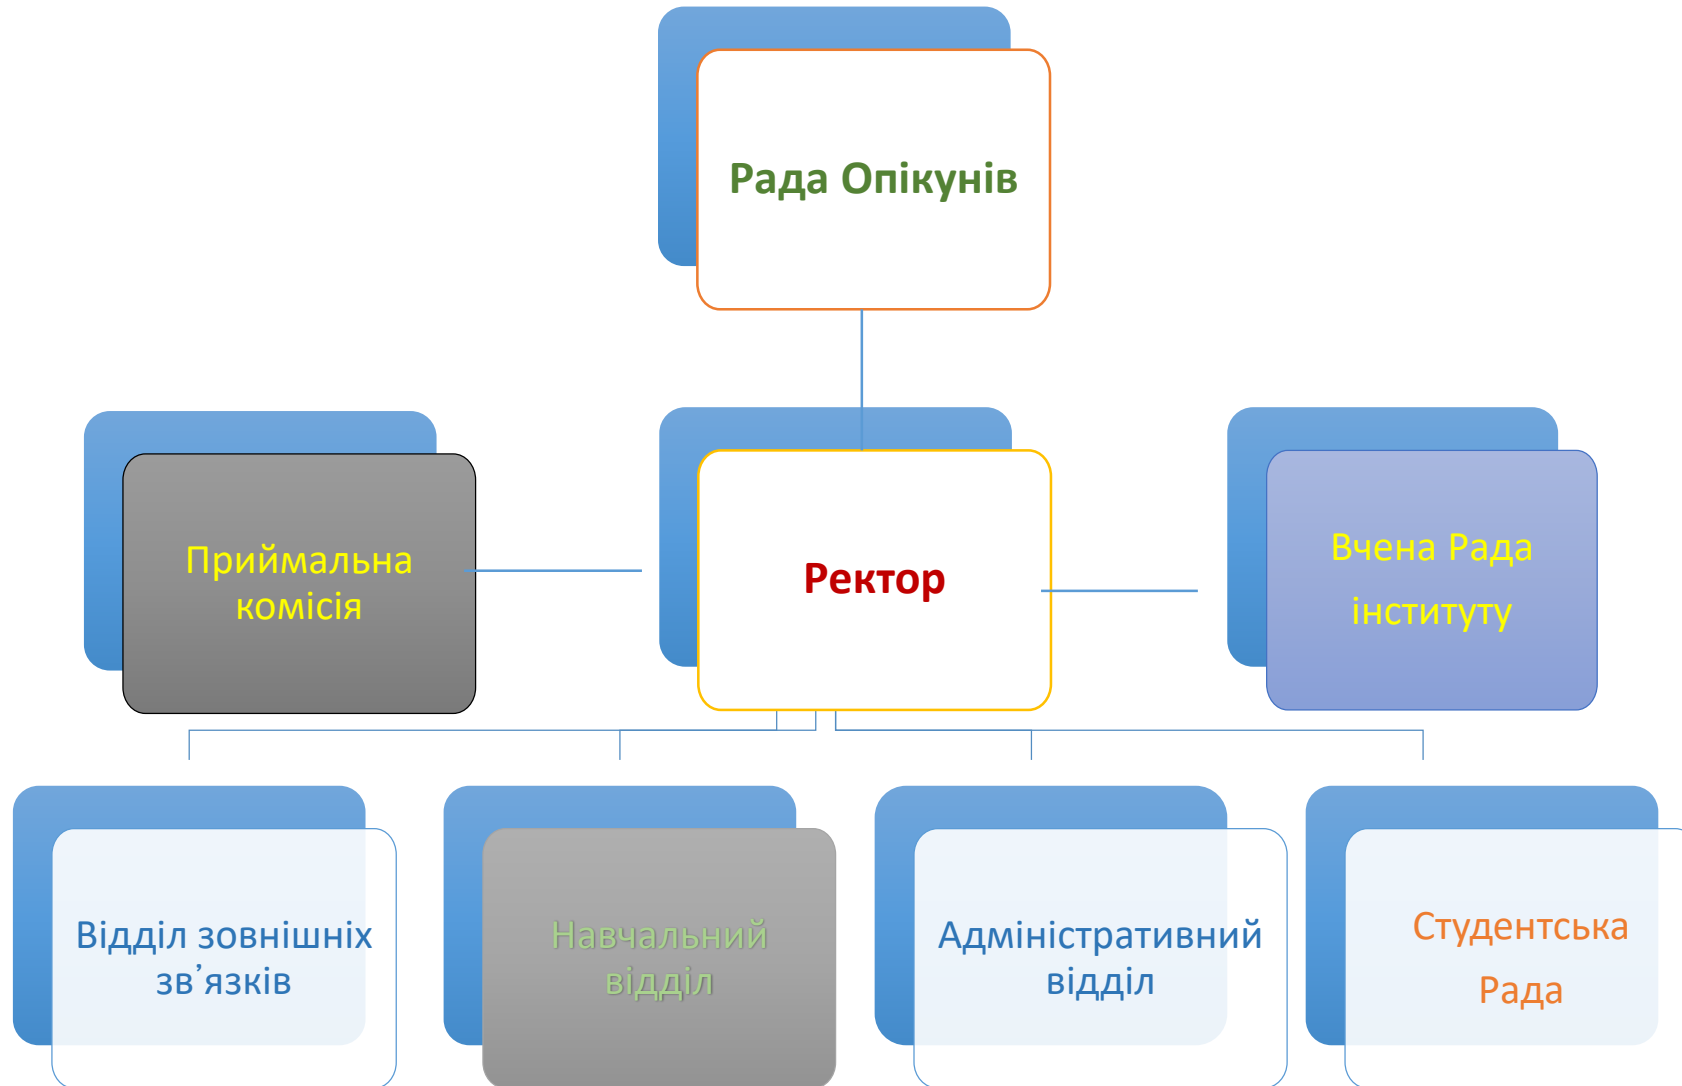 Рада Опікунів
Приймальна
комісія
Ректор
Вчена Рада
інституту
Відділ зовнішніх
зв’язків
Навчальний
відділ
Адміністративний
відділ
Студентська
Рада